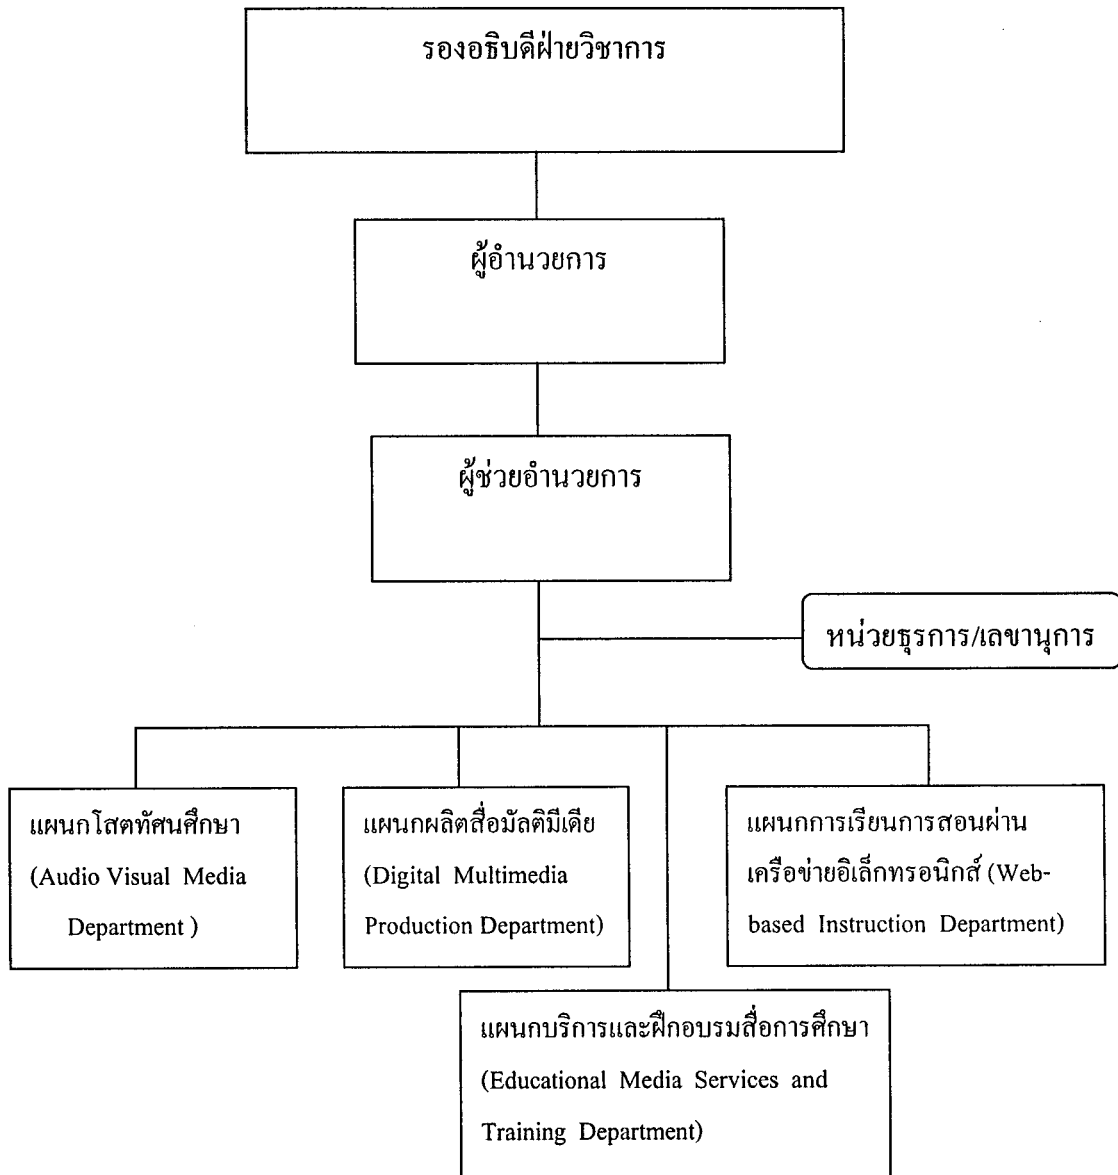 รองอธิบดีฝ่ายวิชาการ
ผู้อำนวยการ
ผู้ช่วยอำนวยการ
หน่วยธุรการ/เลขานุการ
แผนกโสตทัศนศึกษา
(Audio Visual Media
Department )
แผนกผลิตสื่อมัลติมีเดีย
(Digital Multimedia
Production Department)
แผนกการเรียนการสอนผ่าน
เครือข่ายอิเล็กทรอนิกส์ (Web-
based Instruction Department)
แผนกบริการและฝึกอบรมสื่อการศึกษา
(Educational Media Services and
Training Department)